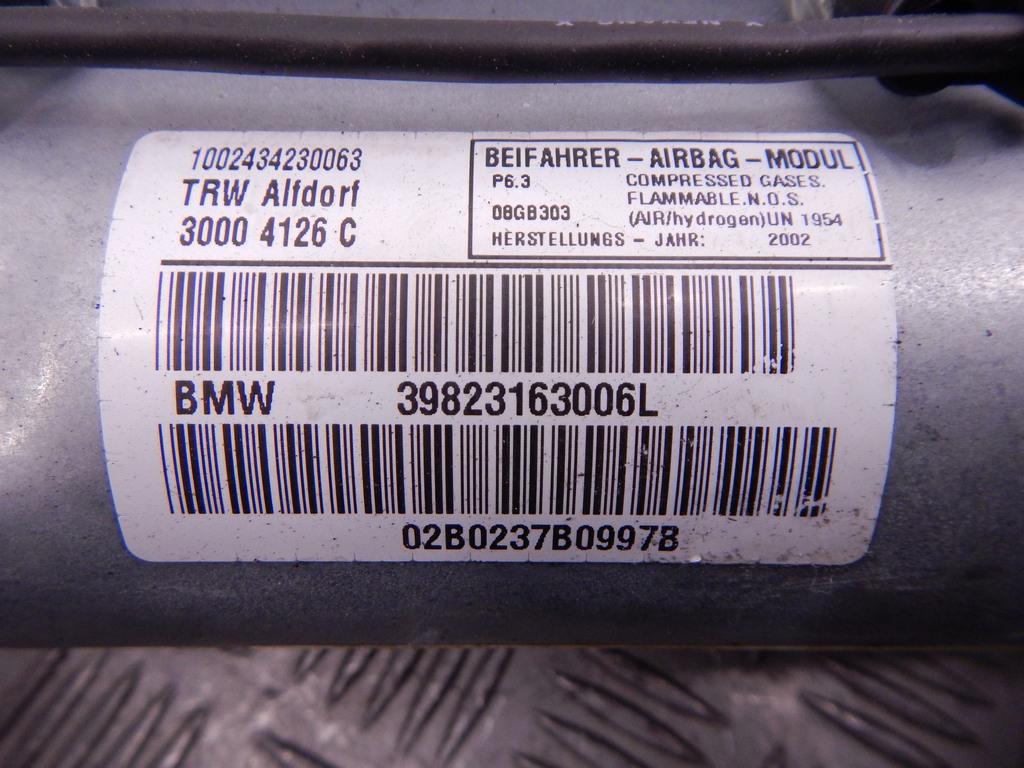 1002434230063
TRW Alfdorf
3000 4126 C
BEIFAHRER - AIRBAG - MODUL
P6.3 COMPRESSED GASES.
FLAMMABLE.N.O.S.
08GB303 (AIR/hydrogen)UN 1954
HERSTELLUNGS - JAHR: 2002
BMW 39823163006L
02B0237B0997B